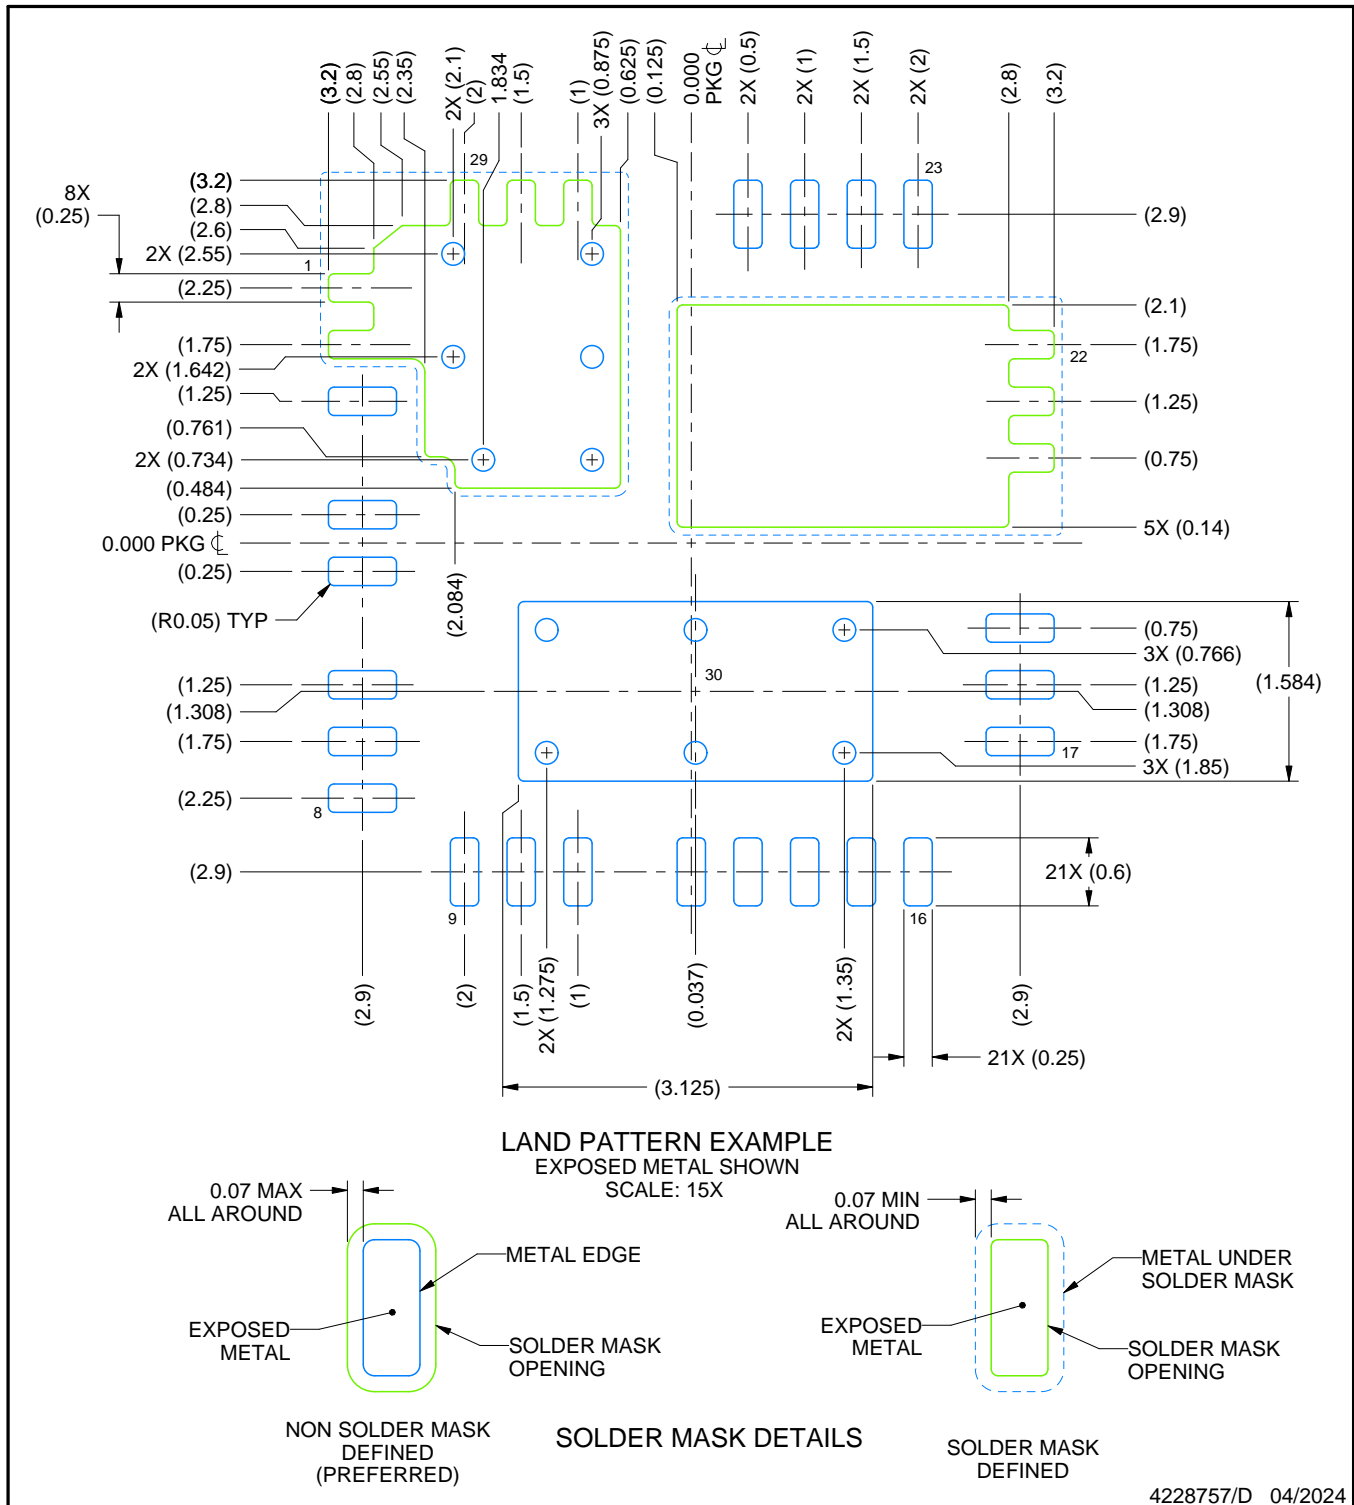 (3.2)
(2.8)
(2.55)
(2.35)
2X (2.1)
(2)
1.834
(1.5)
(1)
3X (0.875)
(0.625)
(0.125)
0.000
PKG ℄
2X (0.5)
2X (1)
2X (1.5)
2X (2)
(2.8)
(3.2)
8X
(0.25)
(3.2)
(2.8)
(2.6)
2X (2.55)
(2.25)
(1.75)
2X (1.642)
(1.25)
(0.761)
2X (0.734)
(0.484)
(0.25)
0.000 PKG ℄
(0.25)
(R0.05) TYP
(1.25)
(1.308)
(1.75)
(2.25)
(2.9)
29
1
23
22
30
17
8
9
16
(2.9)
(2.1)
(1.75)
(1.25)
(0.75)
5X (0.14)
(2.084)
(0.75)
3X (0.766)
(1.25)
(1.308)
(1.75)
3X (1.85)
(1.584)
21X (0.6)
(2.9)
(2)
(1.5)
2X (1.275)
(1)
(0.037)
2X (1.35)
(2.9)
21X (0.25)
(3.125)
LAND PATTERN EXAMPLE
EXPOSED METAL SHOWN
SCALE: 15X
0.07 MAX
ALL AROUND
METAL EDGE
EXPOSED
METAL
SOLDER MASK
OPENING
NON SOLDER MASK
DEFINED
(PREFERRED)
SOLDER MASK DETAILS
0.07 MIN
ALL AROUND
METAL UNDER
SOLDER MASK
EXPOSED
METAL
SOLDER MASK
OPENING
SOLDER MASK
DEFINED
4228757/D 04/2024